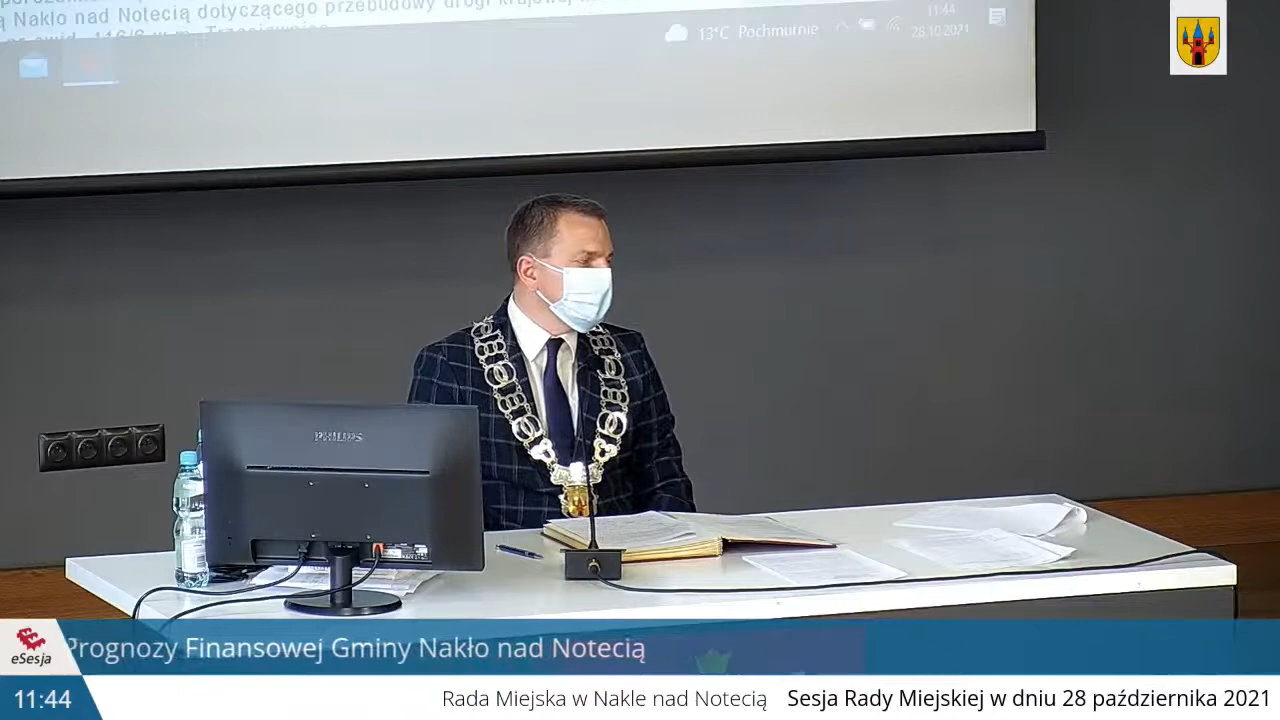 ą Nakło nad Notecią dotyczącego przebudowy drogi krajowej
13°C Pochmurnie
11:44
28.10.2021
PHILIPS
Prognozy Finansowej Gminy Nakło nad Notecią
eSesja
11:44 Rada Miejska w Nakle nad Notecią Sesja Rady Miejskiej w dniu 28 października 2021